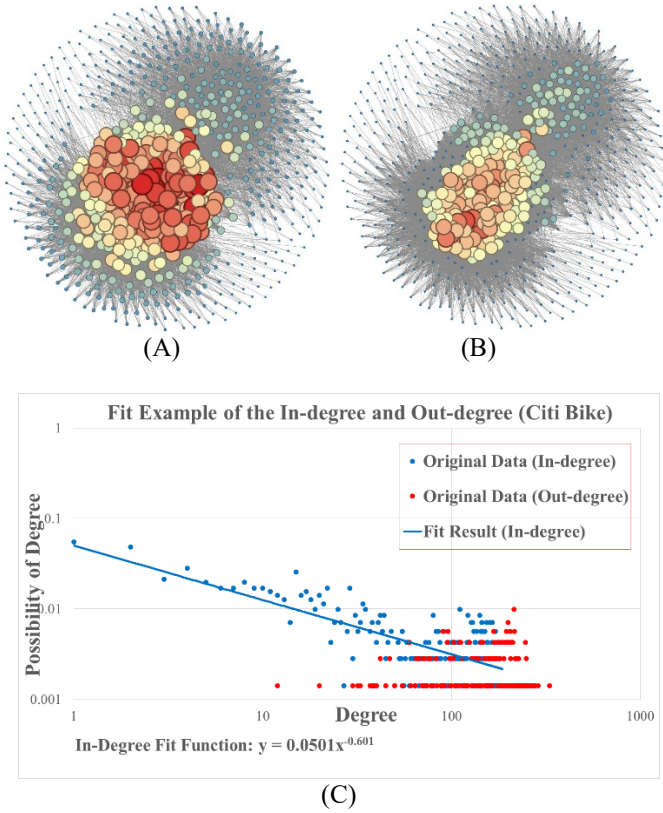 (A)
(B)
Fit Example of the In-degree and Out-degree (Citi Bike)
1
Original Data (In-degree)
Original Data (Out-degree)
Fit Result (In-degree)
Possibility of Degree
0.1
0.01
0.001
1
10
100
1000
Degree
In-Degree Fit Function: y = 0.0501x⁻⁰·⁶⁰¹
(C)